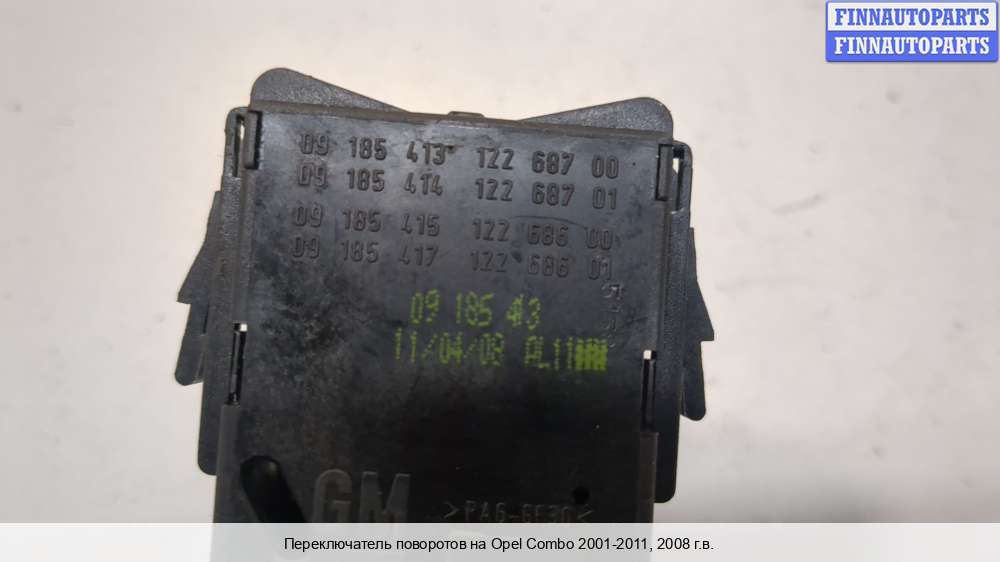 FINNAUTOPARTS
FINNAUTOPARTS
09 185 413 122 687 00
09 185 414 122 687 01
09 185 415 122 686 00
09 185 417 122 686 01
09 185 413
11/04/08 AL11
GM
>PA6-GF30<
Переключатель поворотов на Opel Combo 2001-2011, 2008 г.в.